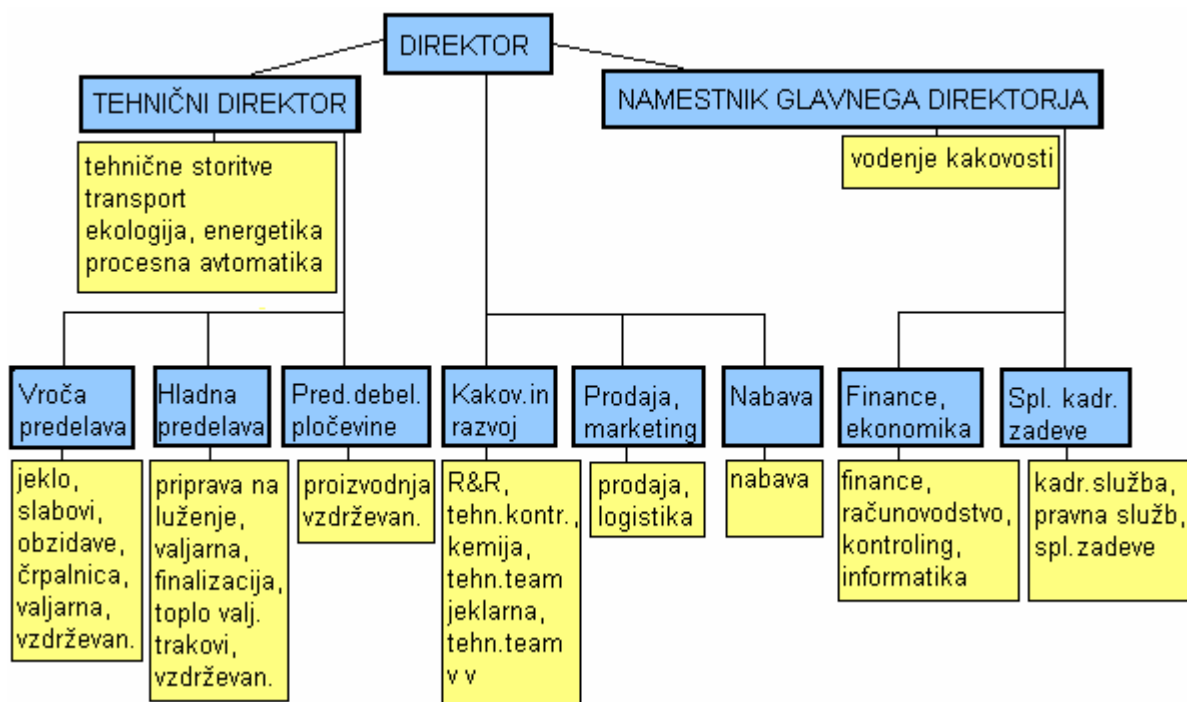 DIREKTOR
TEHNIČNI DIREKTOR
NAMESTNIK GLAVNEGA DIREKTORJA
tehnične storitve
transport
ekologija, energetika
procesna avtomatika
vodenje kakovosti
Vroča
predelava
Hladna
predelava
Pred.debel.
pločevine
Kakov.in
razvoj
Prodaja,
marketing
Nabava
Finance,
ekonomika
Spl. kadr.
zadeve
jeklo,
slabovi,
obzidave,
črpalnica,
valjarna,
vzdrževan.
priprava na
luženje,
valjarna,
finalizacija,
toplo valj.
trakovi,
vzdrževan.
proizvodnja
vzdrževan.
R&R,
tehn.kontr.,
kemija,
tehn.team
jeklarna,
tehn.team
v v
prodaja,
logistika
nabava
finance,
računovodstvo,
kontroling,
informatika
kadr.služba,
pravna služb,
spl.zadeve